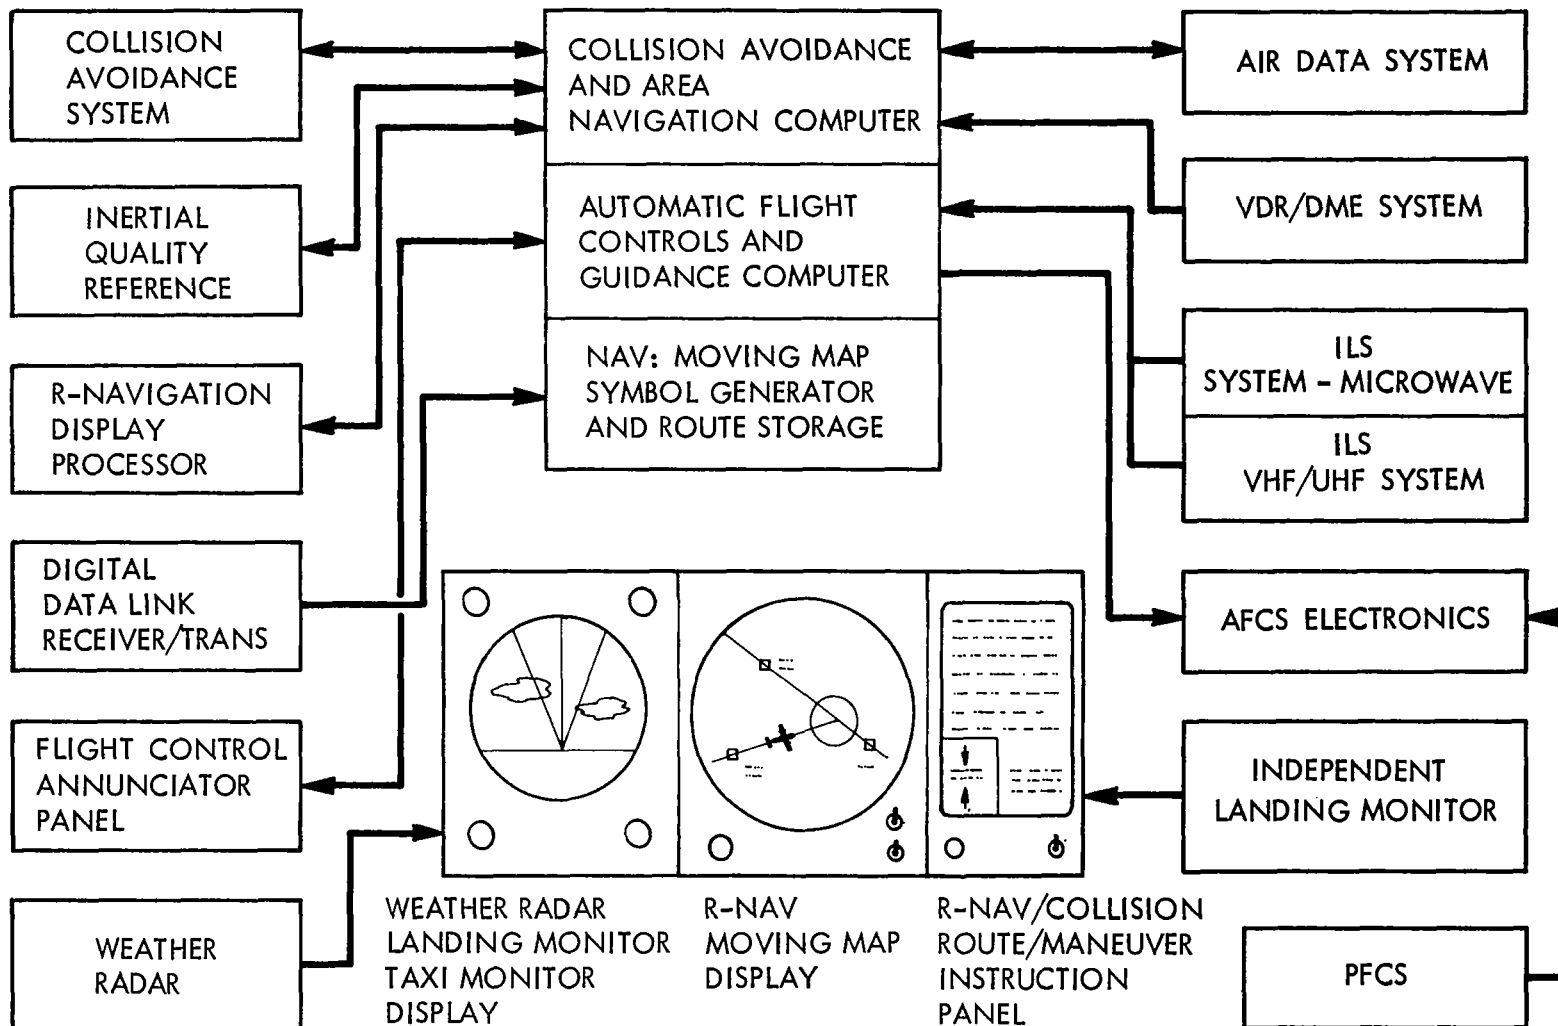 COLLISION
AVOIDANCE
SYSTEM
INERTIAL
QUALITY
REFERENCE
R-NAVIGATION
DISPLAY
PROCESSOR
DIGITAL
DATA LINK
RECEIVER/TRANS
FLIGHT CONTROL
ANNUNCIATOR
PANEL
WEATHER
RADAR
COLLISION AVOIDANCE
AND AREA
NAVIGATION COMPUTER
AUTOMATIC FLIGHT
CONTROLS AND
GUIDANCE COMPUTER
NAV: MOVING MAP
SYMBOL GENERATOR
AND ROUTE STORAGE
WEATHER RADAR
LANDING MONITOR
TAXI MONITOR
DISPLAY
R-NAV
MOVING MAP
DISPLAY
R-NAV/COLLISION
ROUTE/MANEUVER
INSTRUCTION
PANEL
AIR DATA SYSTEM
VDR/DME SYSTEM
ILS
SYSTEM - MICROWAVE
ILS
VHF/UHF SYSTEM
AFCS ELECTRONICS
INDEPENDENT
LANDING MONITOR
PFCS